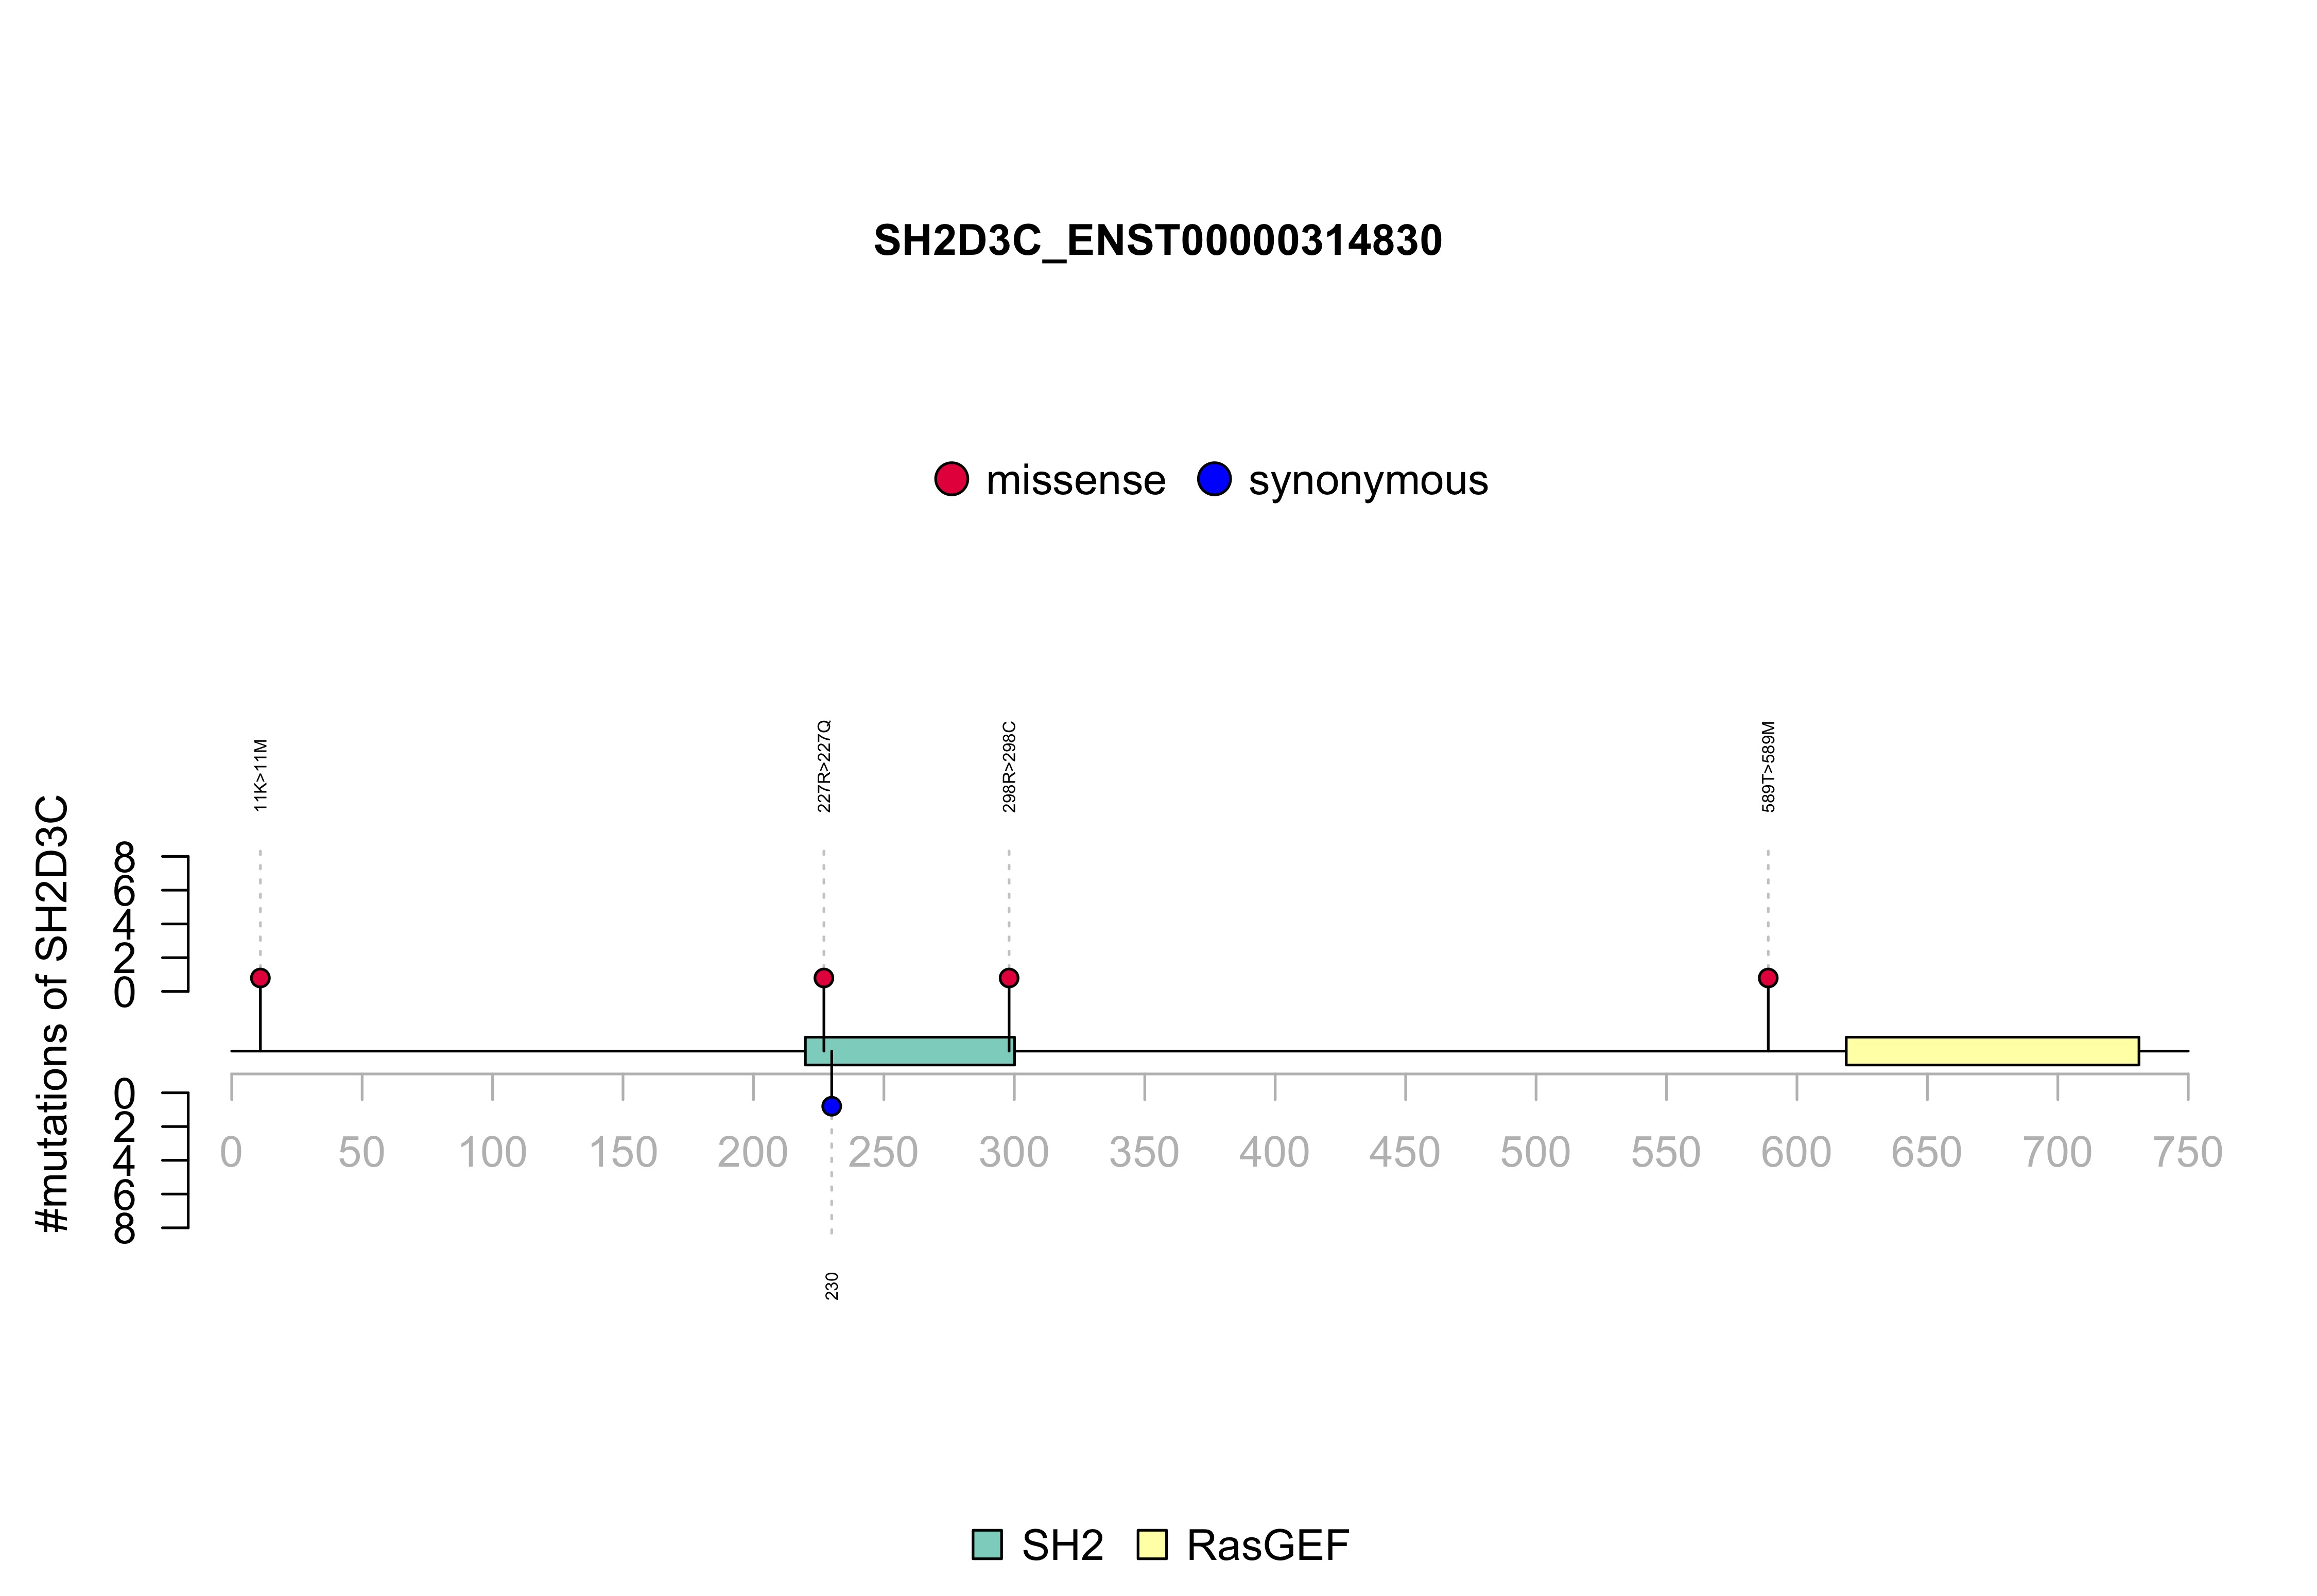 SH2D3C_ENST00000314830
missense synonymous
11K>11M
227R>227Q
298R>298C
589T>589M
#mutations of SH2D3C
8
6
4
2
0
0
2
4
6
8
0 50 100 150 200 250 300 350 400 450 500 550 600 650 700 750
230
SH2 RasGEF